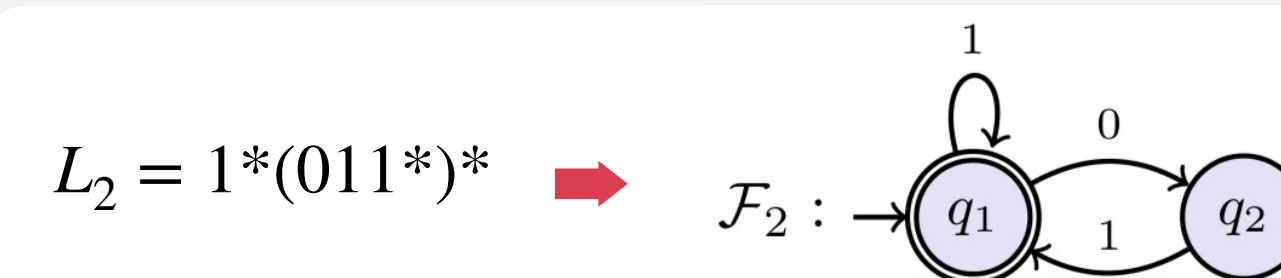 1
0
L₂ = 1*(011*)*
ℱ₂ :
q₁
q₂
1